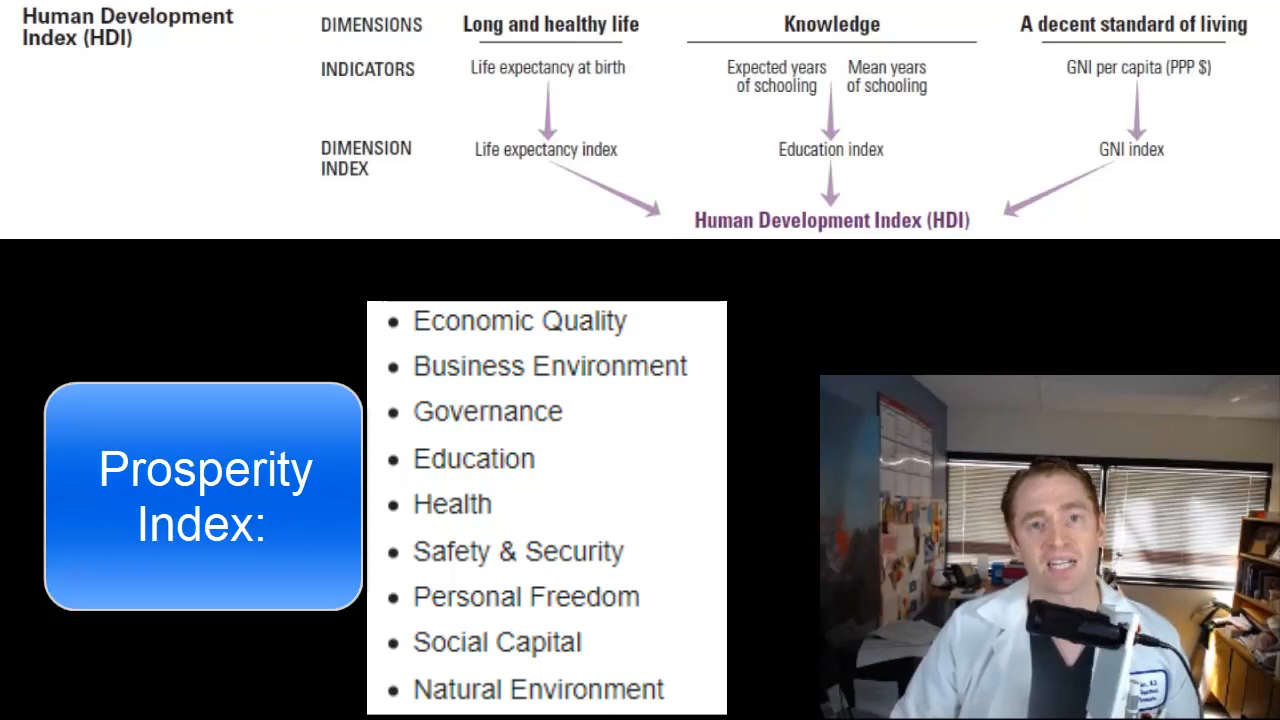 Human Development
Index (HDI)
DIMENSIONS
Long and healthy life
Knowledge
A decent standard of living
INDICATORS
Life expectancy at birth
Expected years
of schooling
Mean years
of schooling
GNI per capita (PPP $)
DIMENSION
INDEX
Life expectancy index
Education index
GNI index
Human Development Index (HDI)
Prosperity
Index:
• Economic Quality
• Business Environment
• Governance
• Education
• Health
• Safety & Security
• Personal Freedom
• Social Capital
• Natural Environment